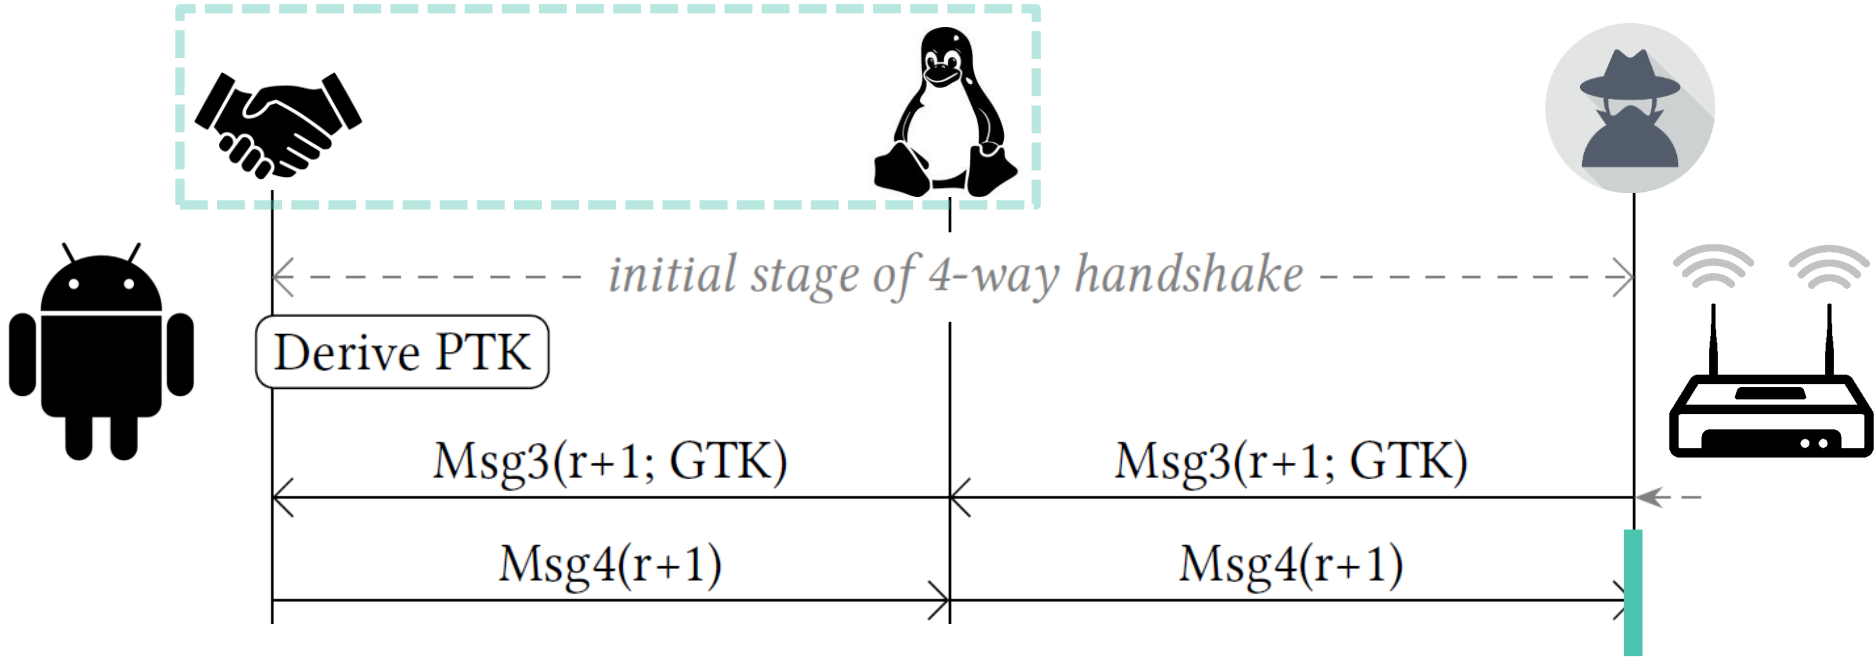 initial stage of 4-way handshake
Derive PTK
Msg3(r+1; GTK)
Msg3(r+1; GTK)
Msg4(r+1)
Msg4(r+1)